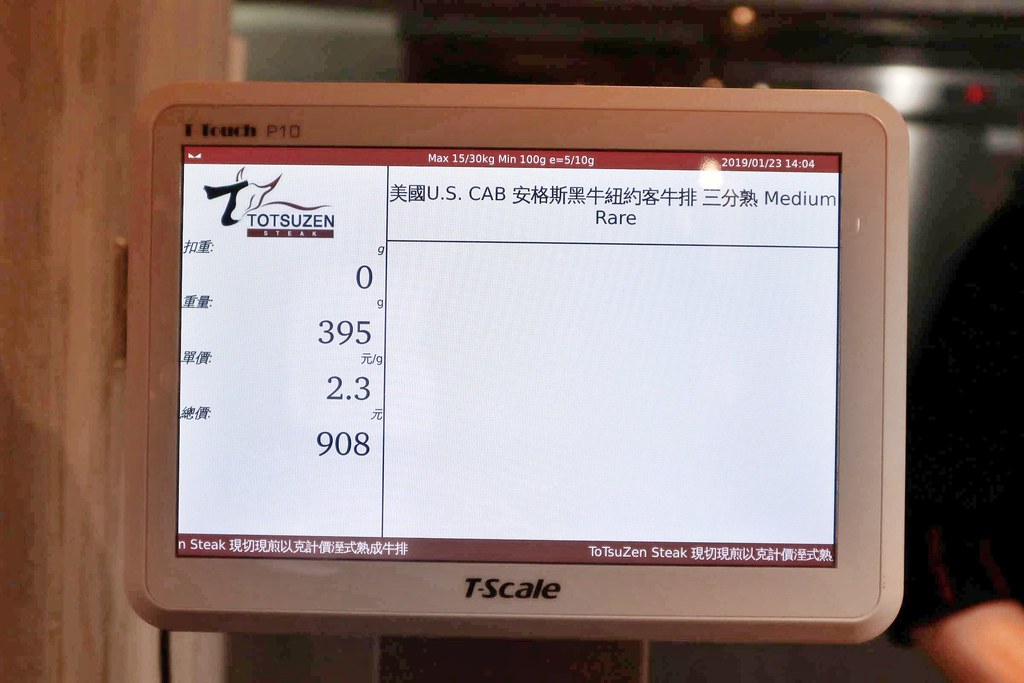 T Touch P10
Max 15/30kg Min 100g e=5/10g
2019/01/23 14:04
TOTSUZEN
STEAK
美國U.S. CAB 安格斯黑牛紐約客牛排 三分熟 Medium
Rare
扣重: g
0
重量: g
395
單價: 元/g
2.3
總價: 元
908
n Steak 現切現煎以克計價溼式熟成牛排
ToTsuZen Steak 現切現煎以克計價溼式熟
T-Scale